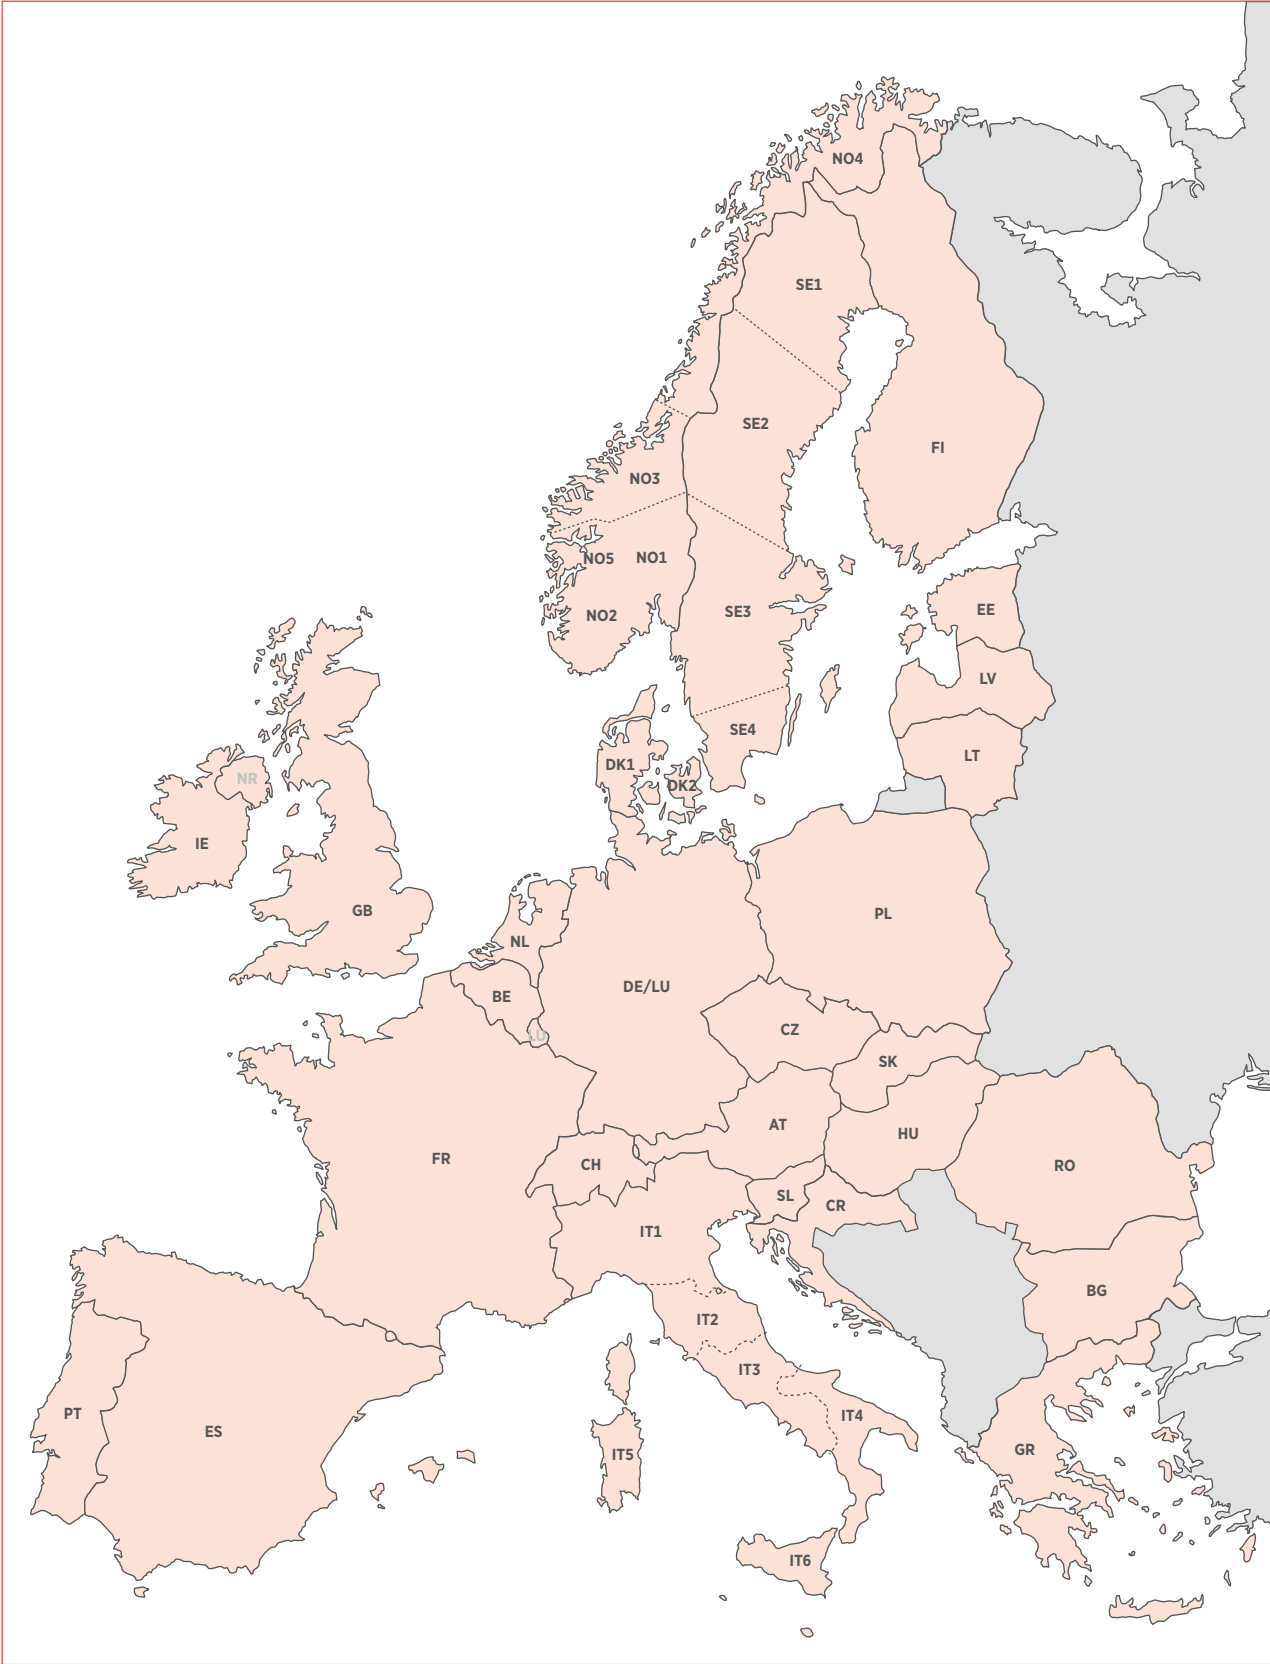 NO4
SE1
SE2
FI
NO3
NO5
NO1
NO2
SE3
EE
LV
SE4
LT
DK1
DK2
NR
IE
GB
PL
NL
DE/LU
BE
CZ
LU
SK
AT
HU
FR
CH
RO
SL
CR
IT1
BG
IT2
IT3
PT
IT4
ES
GR
IT5
IT6